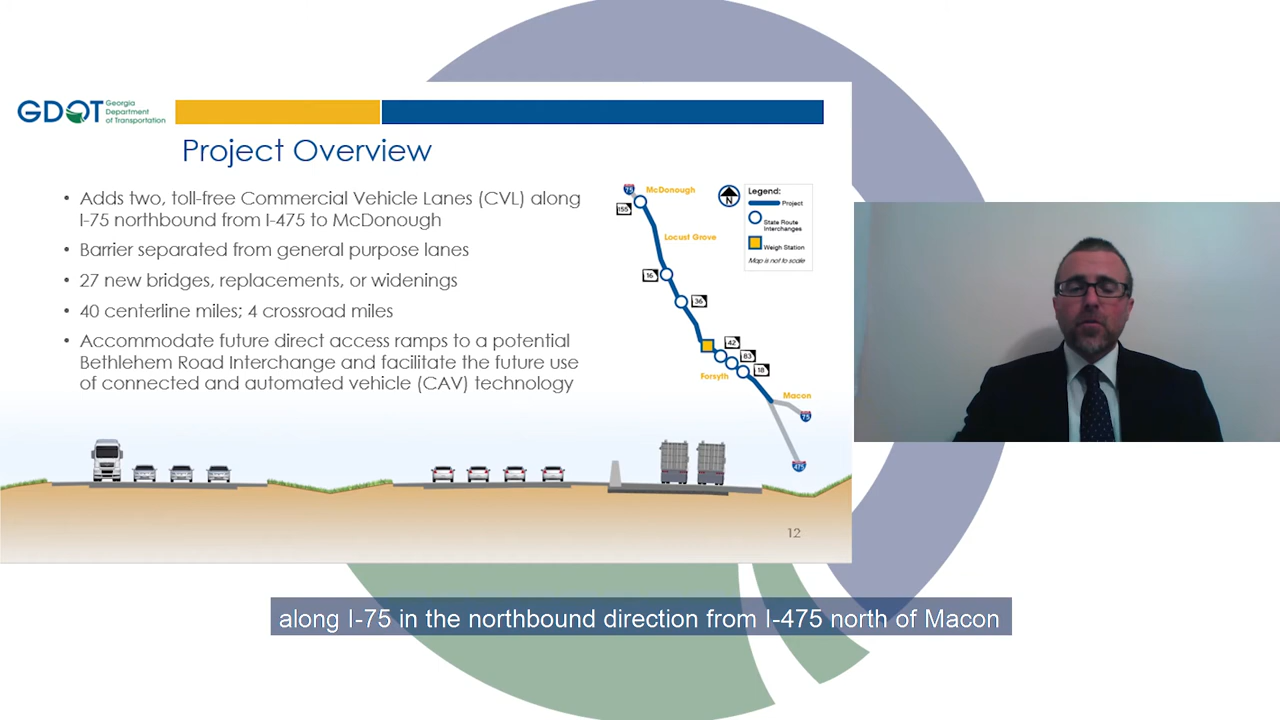 GDOT
Georgia
Department
of Transportation
Project Overview
• Adds two, toll-free Commercial Vehicle Lanes (CVL) along
I-75 northbound from I-475 to McDonough
• Barrier separated from general purpose lanes
• 27 new bridges, replacements, or widenings
• 40 centerline miles; 4 crossroad miles
• Accommodate future direct access ramps to a potential
Bethlehem Road Interchange and facilitate the future use
of connected and automated vehicle (CAV) technology
75
McDonough
155
Locust Grove
16
36
42
83
18
Forsyth
Macon
75
475
N
Legend:
Project
State Route
Interchanges
Weigh Station
Map is not to scale
12
along I-75 in the northbound direction from I-475 north of Macon